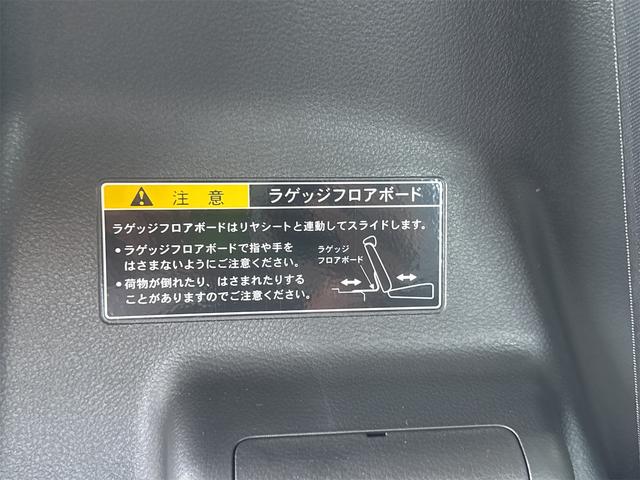 注意 ラゲッジフロアボード
ラゲッジフロアボードはリヤシートと連動してスライドします。
●ラゲッジフロアボードで指や手を
はさまないようにご注意ください。
●荷物が倒れたり、はさまれたりする
ことがありますのでご注意ください。
ラゲッジ
フロアボード